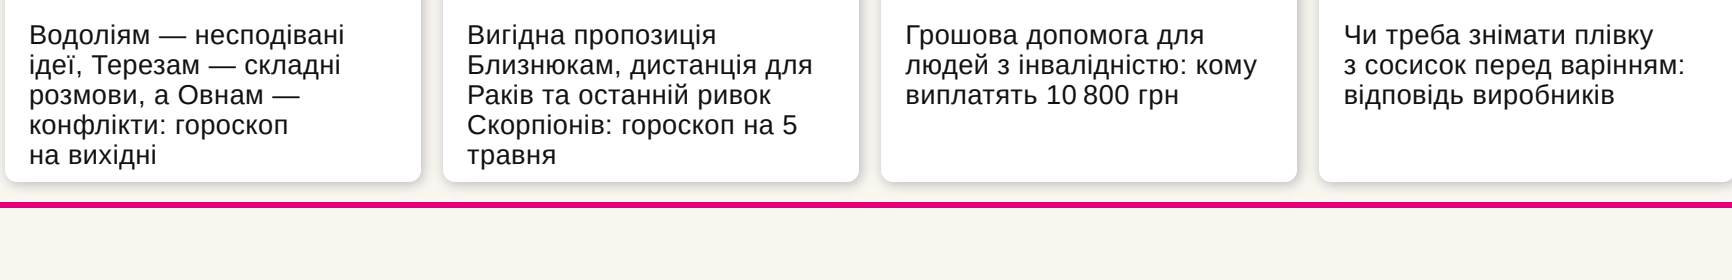 Водоліям — несподівані
ідеї, Терезам — складні
розмови, а Овнам —
конфлікти: гороскоп
на вихідні
Вигідна пропозиція
Близнюкам, дистанція для
Раків та останній ривок
Скорпіонів: гороскоп на 5
травня
Грошова допомога для
людей з інвалідністю: кому
виплатять 10 800 грн
Чи треба знімати плівку
з сосисок перед варінням:
відповідь виробників